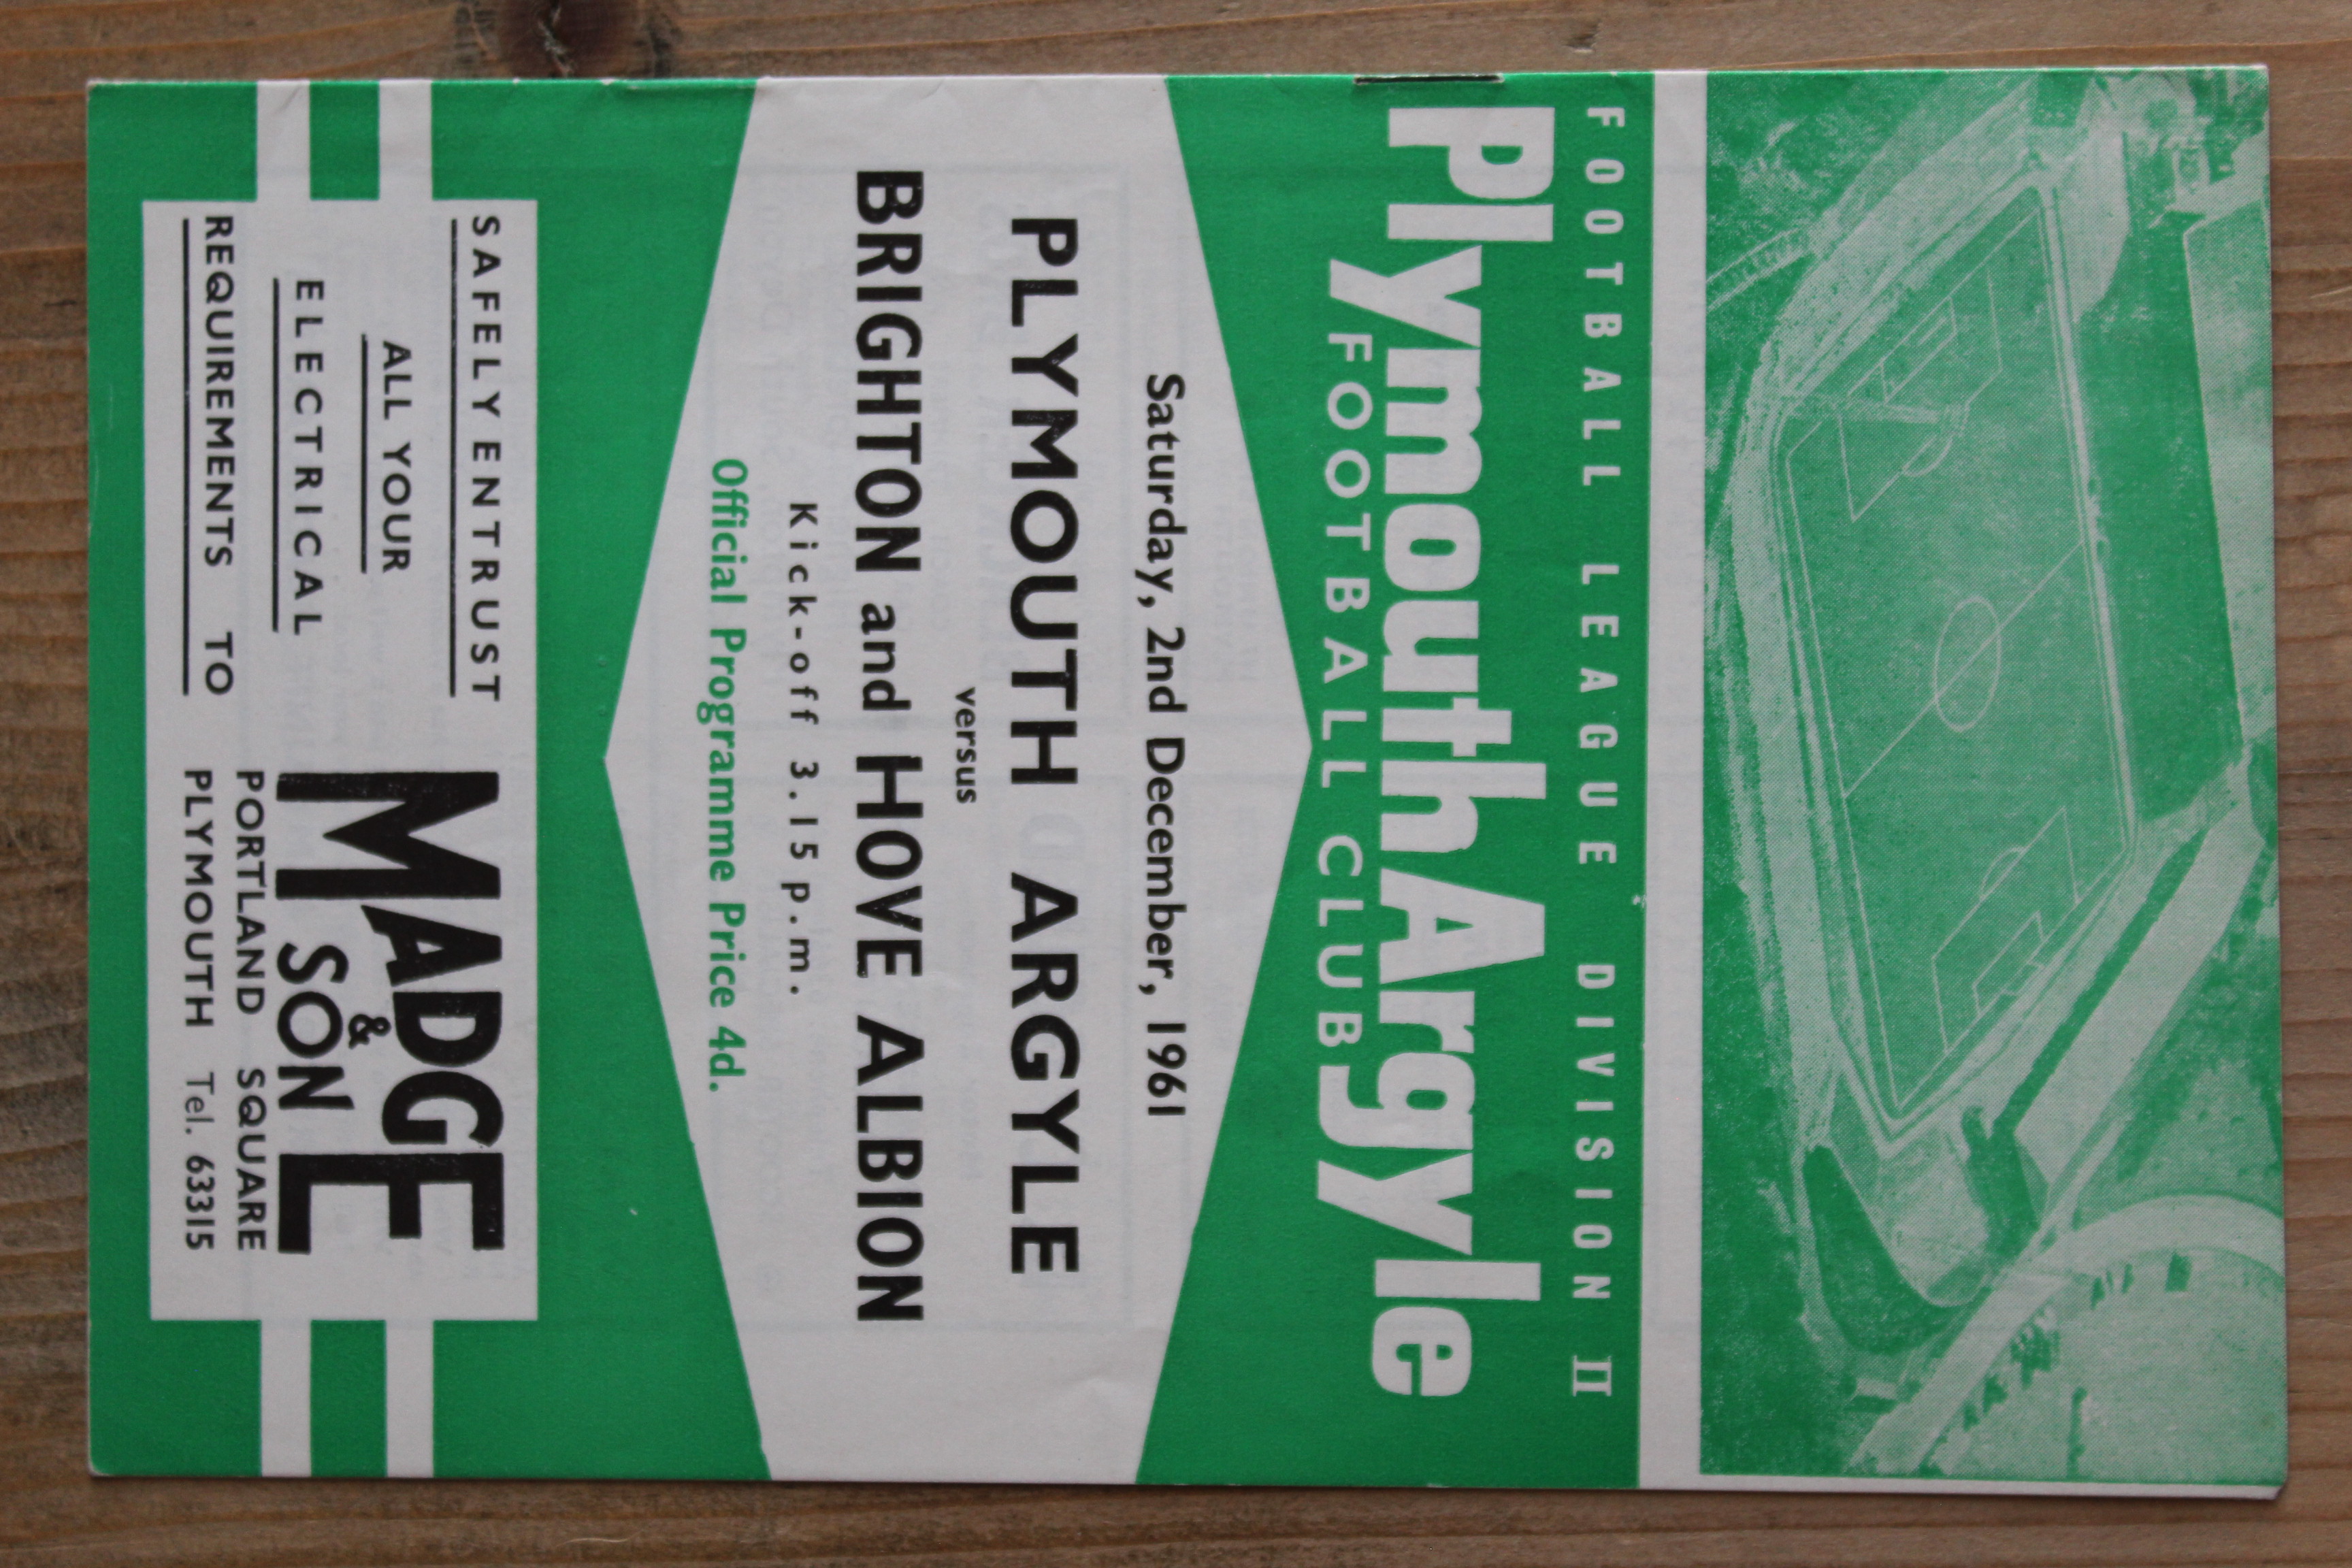 FOOTBALL LEAGUE DIVISION II
Plymouth Argyle
FOOTBALL CLUB
Saturday, 2nd December, 1961
PLYMOUTH ARGYLE
versus
BRIGHTON and HOVE ALBION
Kick-off 3.15 p.m.
Official Programme Price 4d.
SAFELY ENTRUST
ALL YOUR
ELECTRICAL
REQUIREMENTS TO
MADGE
& SON
PORTLAND SQUARE
PLYMOUTH Tel. 63315